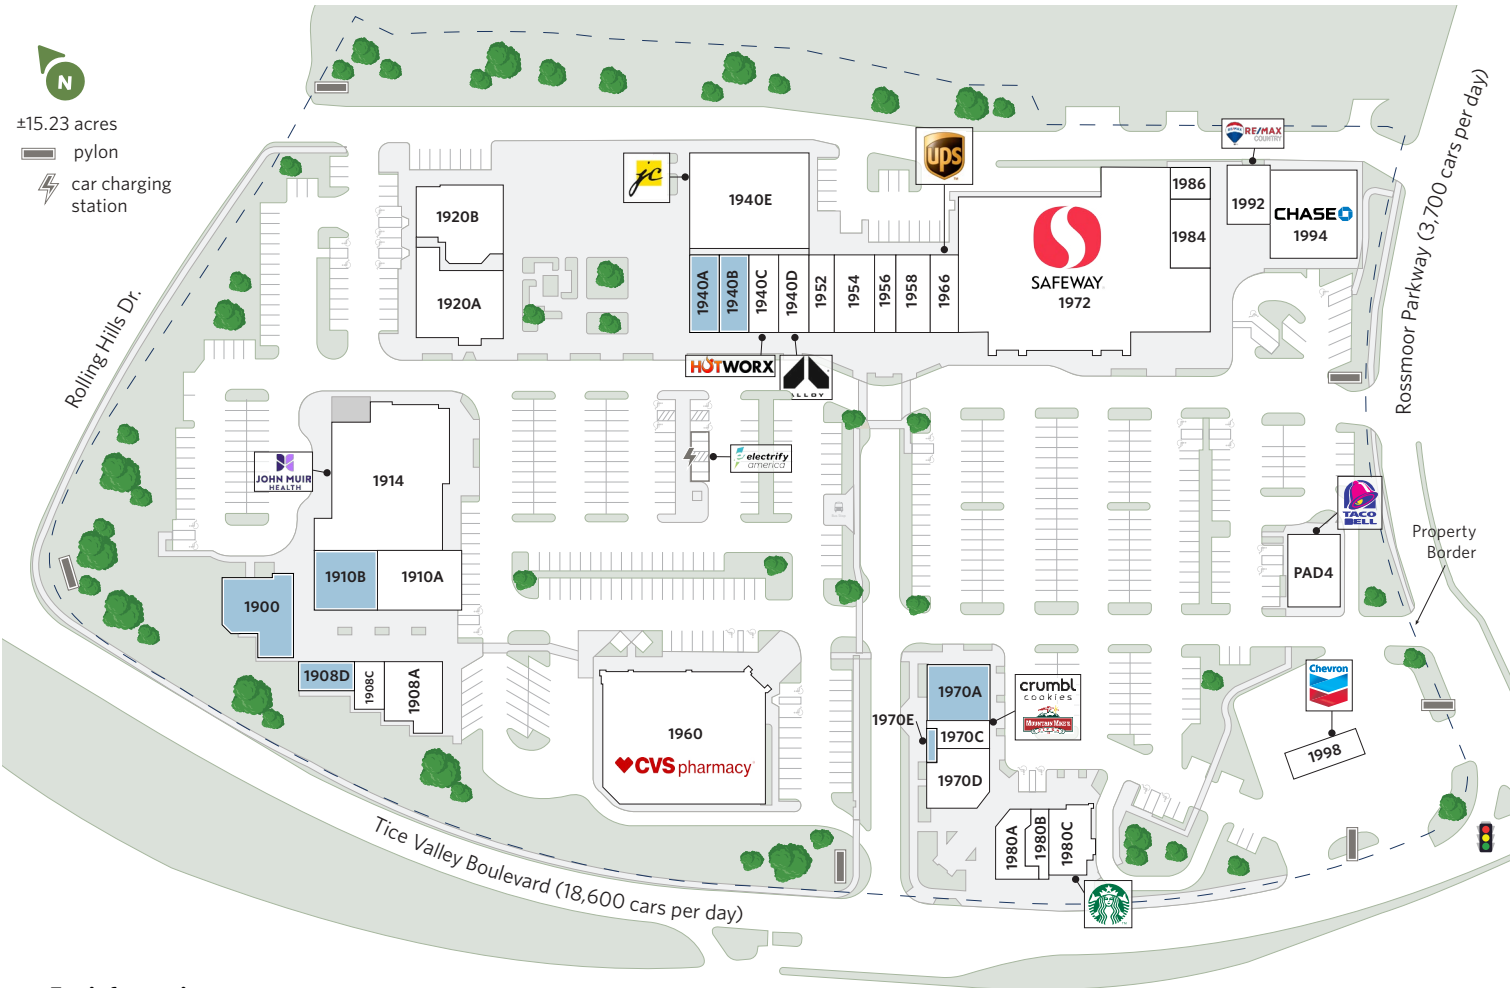 N
±15.23 acres
pylon
car charging
station
Rolling Hills Dr.
Rossmoor Parkway (3,700 cars per day)
Tice Valley Boulevard (18,600 cars per day)
Property
Border
1920B
1920A
jc
1940E
1940A
1940B
1940C
1940D
1952
1954
1956
1958
1966
ups
SAFEWAY
1972
1986
1984
RE/MAX
COUNTRY
1992
CHASE
1994
HOTWORX
ALLOY
electrify
america
JOHN MUIR
HEALTH
1914
1910B
1910A
1900
1908D
1908C
1908A
1960
CVS pharmacy
TACO
BELL
PAD4
Chevron
1998
1970A
crumbl
cookies
MOUNTAIN MIKE'S
1970E
1970C
1970D
1980A
1980B
1980C